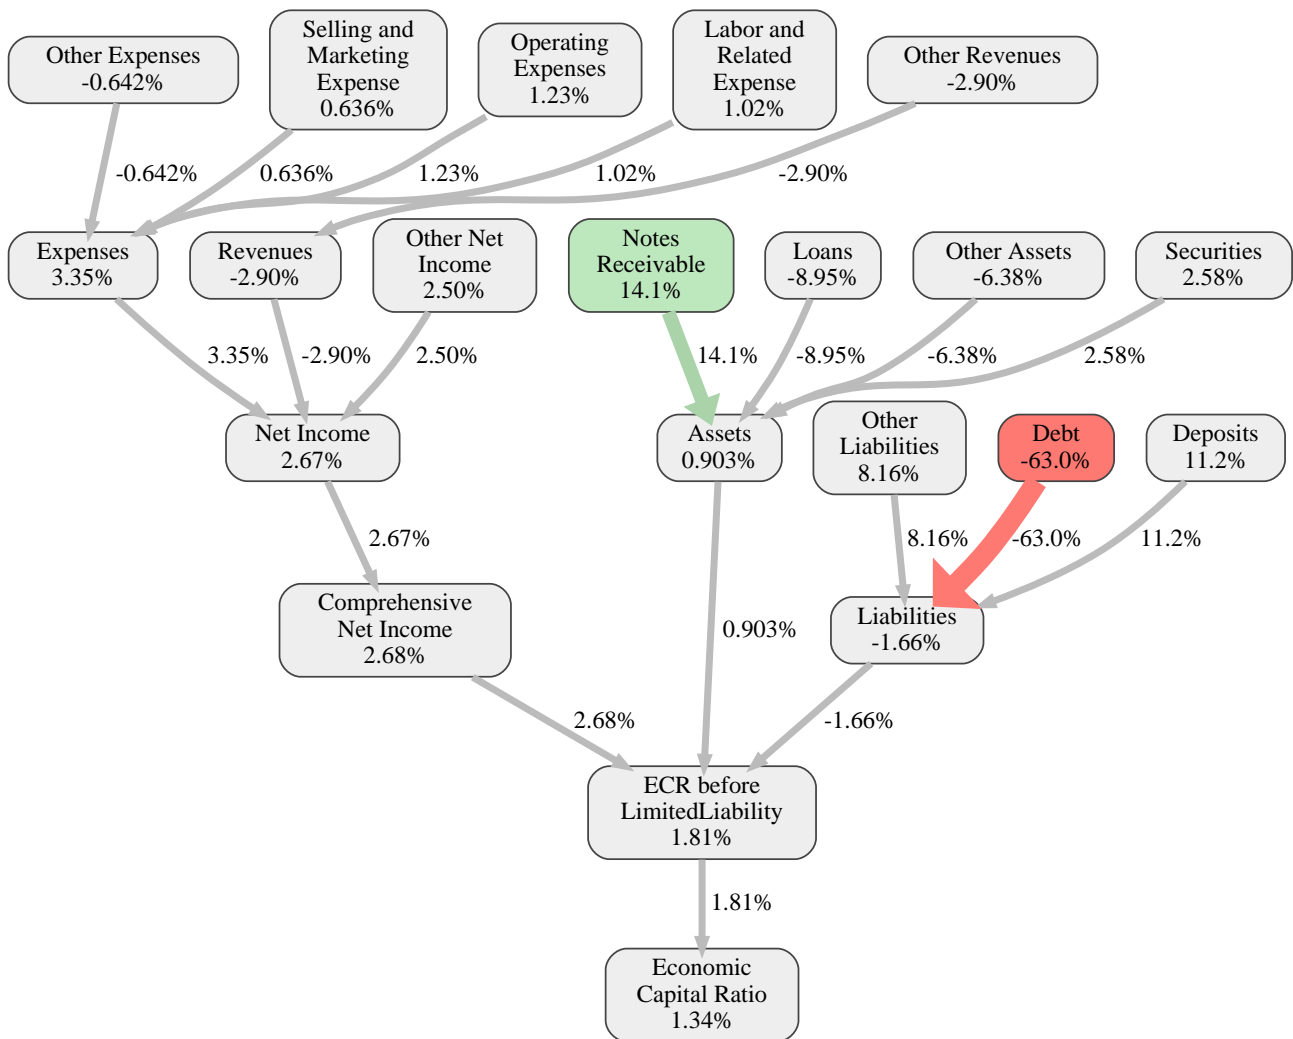 Other Expenses
-0.642%
Selling and
Marketing
Expense
0.636%
Operating
Expenses
1.23%
Labor and
Related
Expense
1.02%
Other Revenues
-2.90%
-0.642%
0.636%
1.23%
1.02%
-2.90%
Expenses
3.35%
Revenues
-2.90%
Other Net
Income
2.50%
Notes
Receivable
14.1%
Loans
-8.95%
Other Assets
-6.38%
Securities
2.58%
3.35%
-2.90%
2.50%
14.1%
-8.95%
-6.38%
2.58%
Net Income
2.67%
Assets
0.903%
Other
Liabilities
8.16%
Debt
-63.0%
Deposits
11.2%
2.67%
8.16%
-63.0%
11.2%
Comprehensive
Net Income
2.68%
0.903%
Liabilities
-1.66%
2.68%
-1.66%
ECR before
LimitedLiability
1.81%
1.81%
Economic
Capital Ratio
1.34%